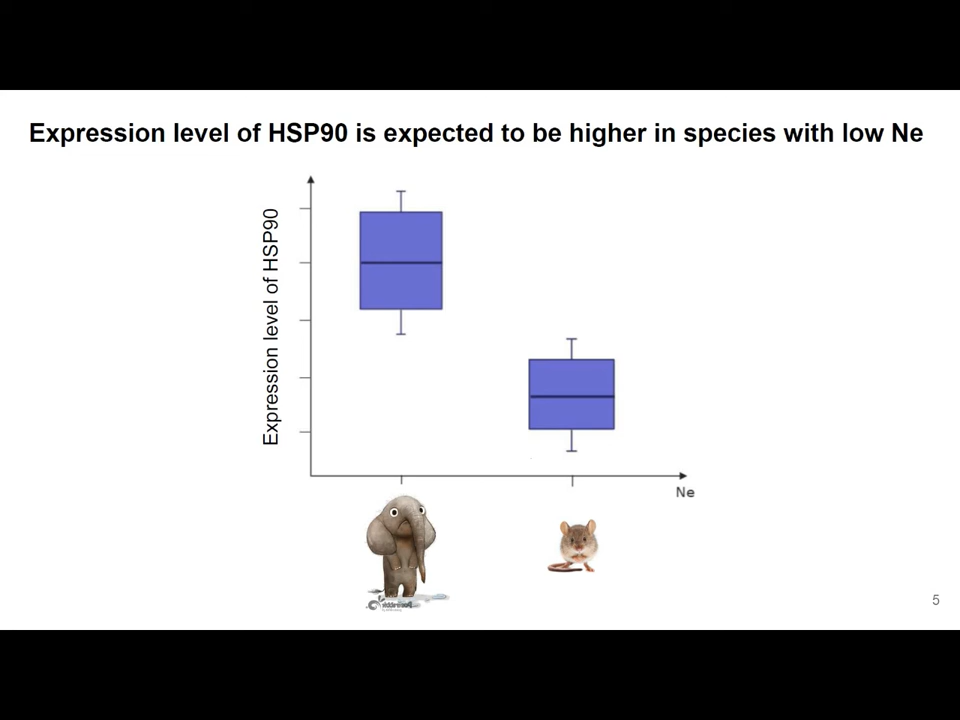 Expression level of HSP90 is expected to be higher in species with low Ne
Expression level of HSP90
Ne
5